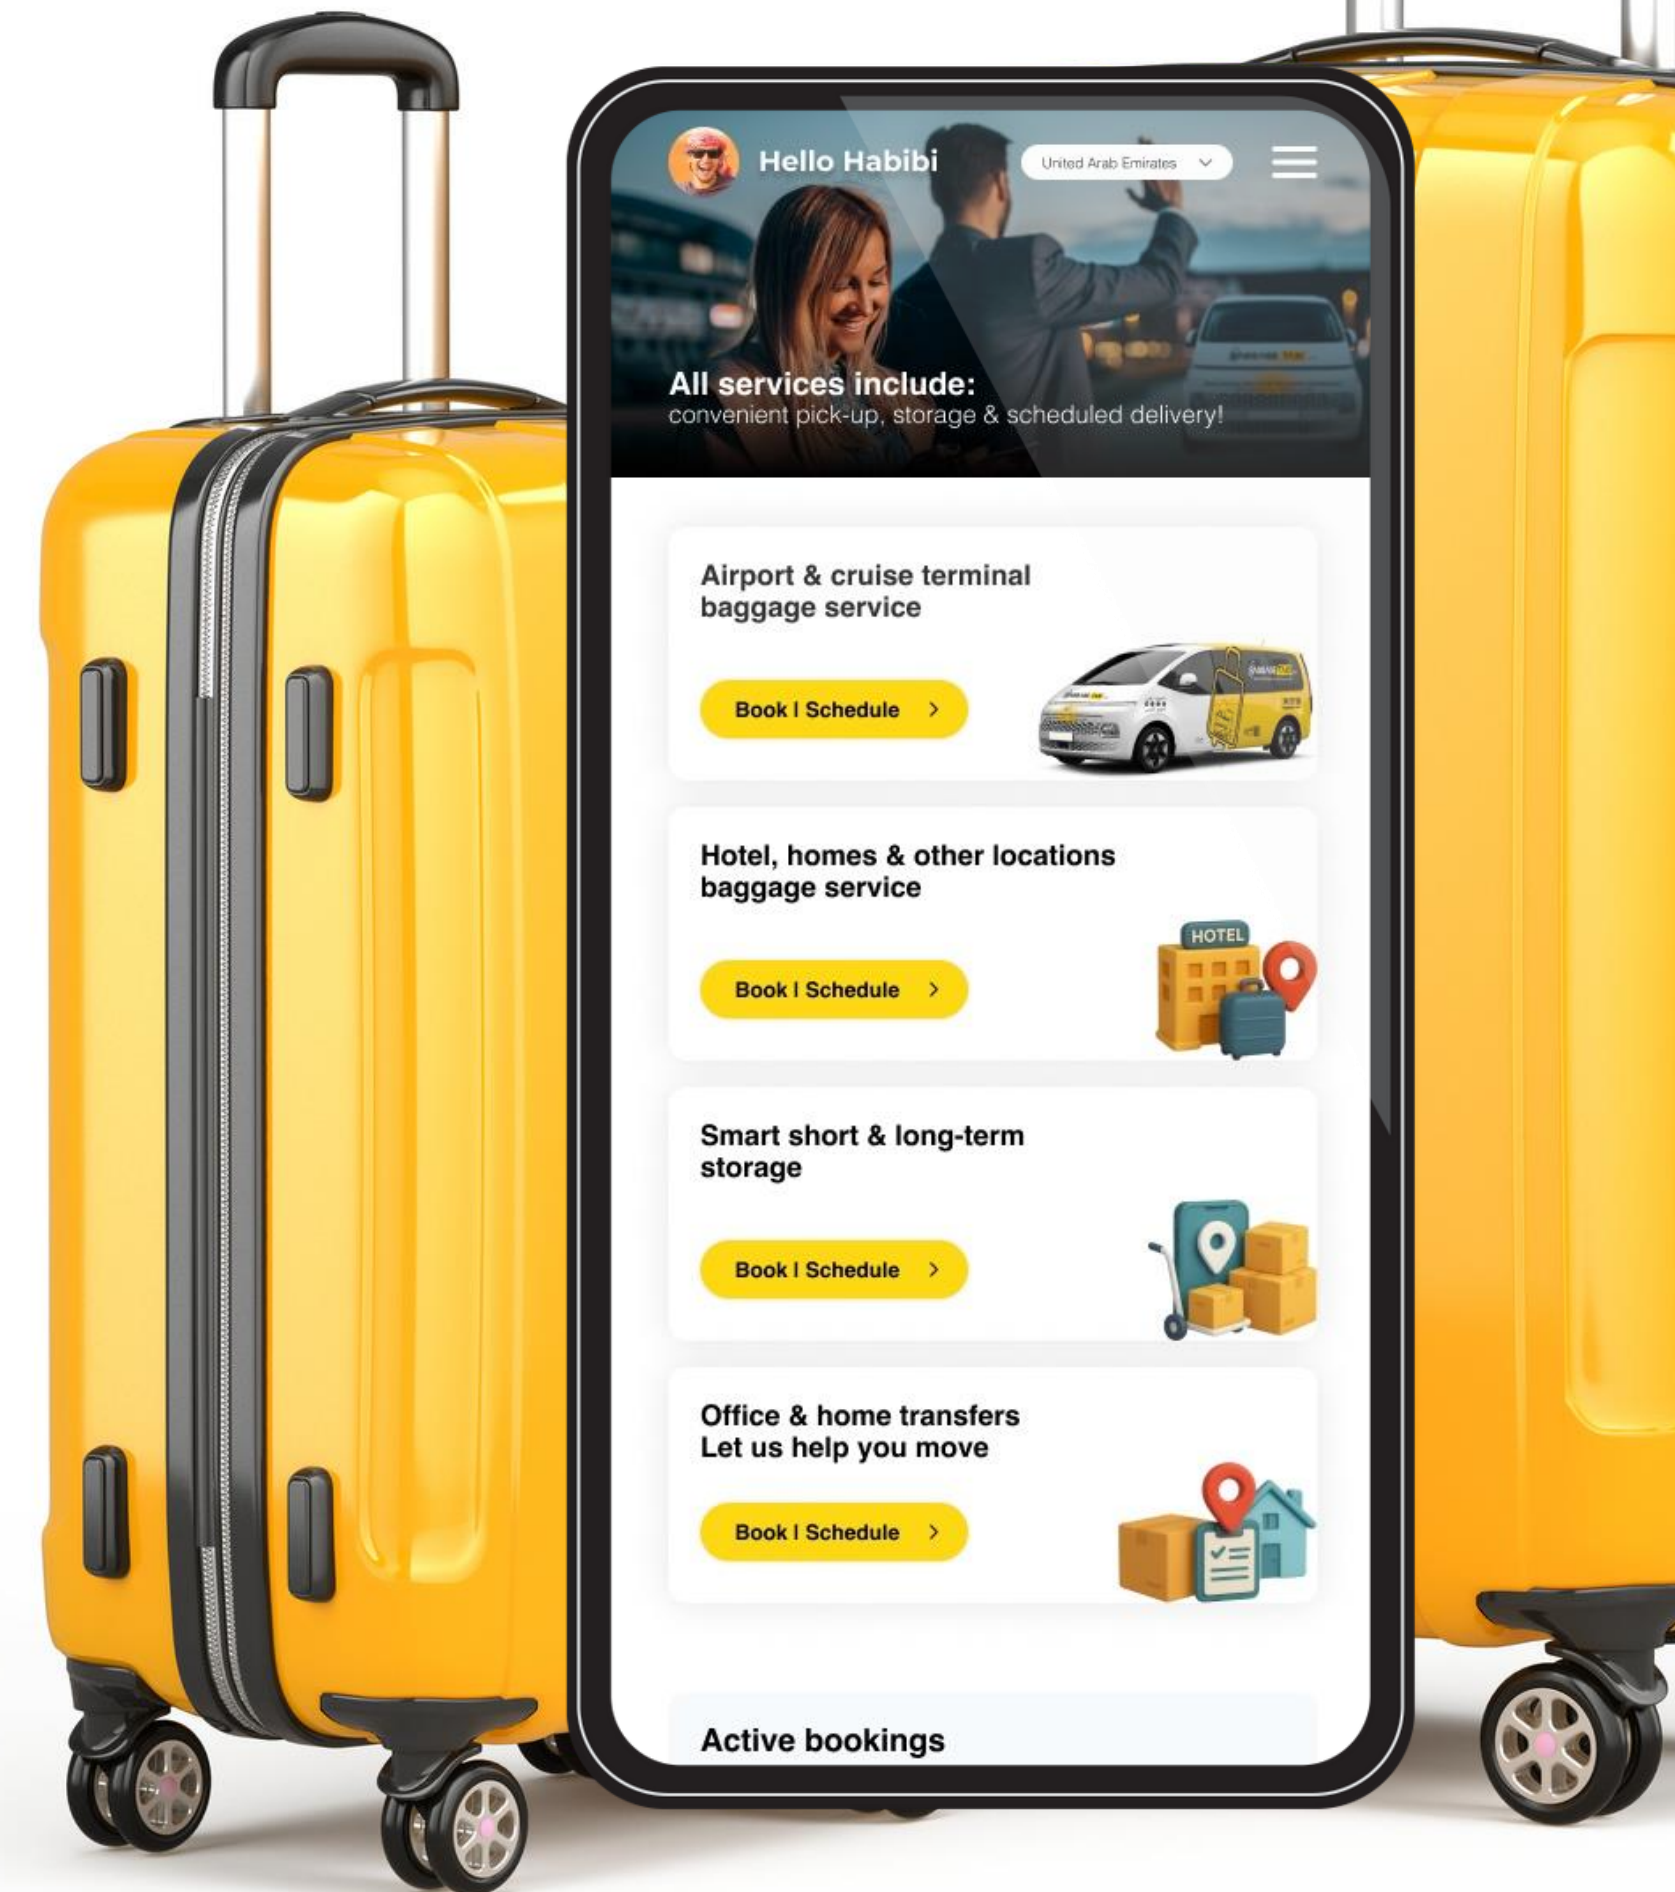 Hello Habibi
United Arab Emirates
All services include:
convenient pick-up, storage & scheduled delivery!
Airport & cruise terminal
baggage service
Book | Schedule
Hotel, homes & other locations
baggage service
HOTEL
Book | Schedule
Smart short & long-term
storage
Book | Schedule
Office & home transfers
Let us help you move
Book | Schedule
Active bookings